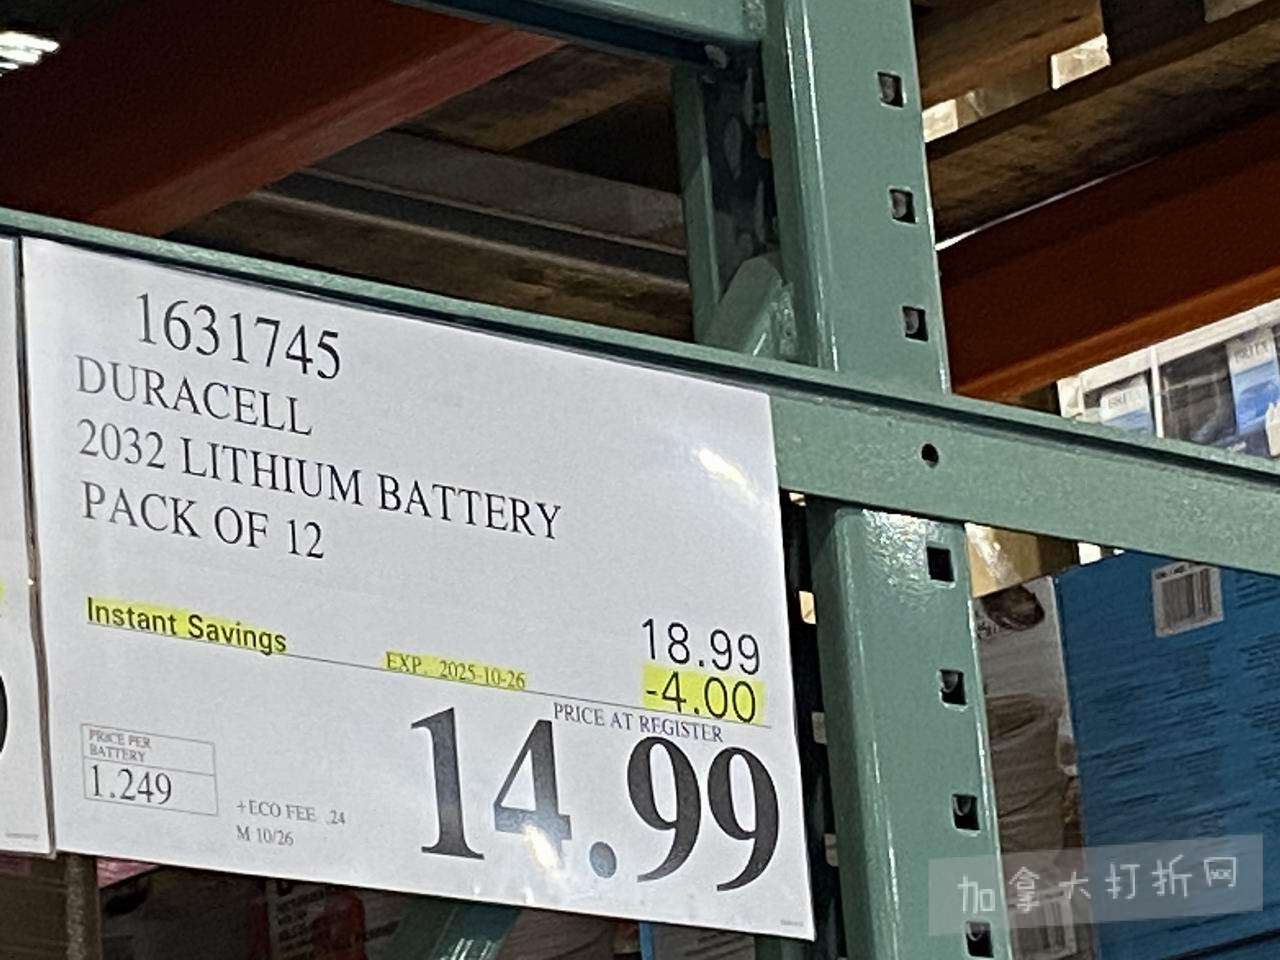 1631745
DURACELL
2032 LITHIUM BATTERY
PACK OF 12
18.99
Instant Savings
EXP. 2025-10-26
-4.00
PRICE AT REGISTER
14.99
PRICE PER
BATTERY
1.249
+ECO FEE .24
M 10/26
加拿大打折网